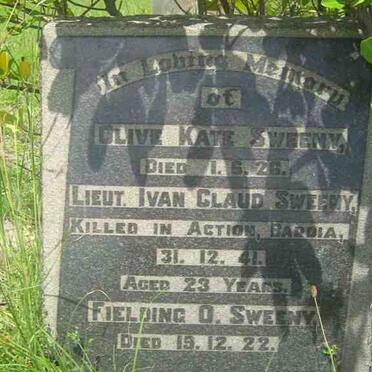 In Loving Memory
of
Olive Kate Sweeny,
Died 1.6.26.
Lieut. Ivan Claud Sweeny,
Killed in Action, Bardia,
31.12.41.
Aged 23 Years.
Fielding O. Sweeny
Died 19.12.22.